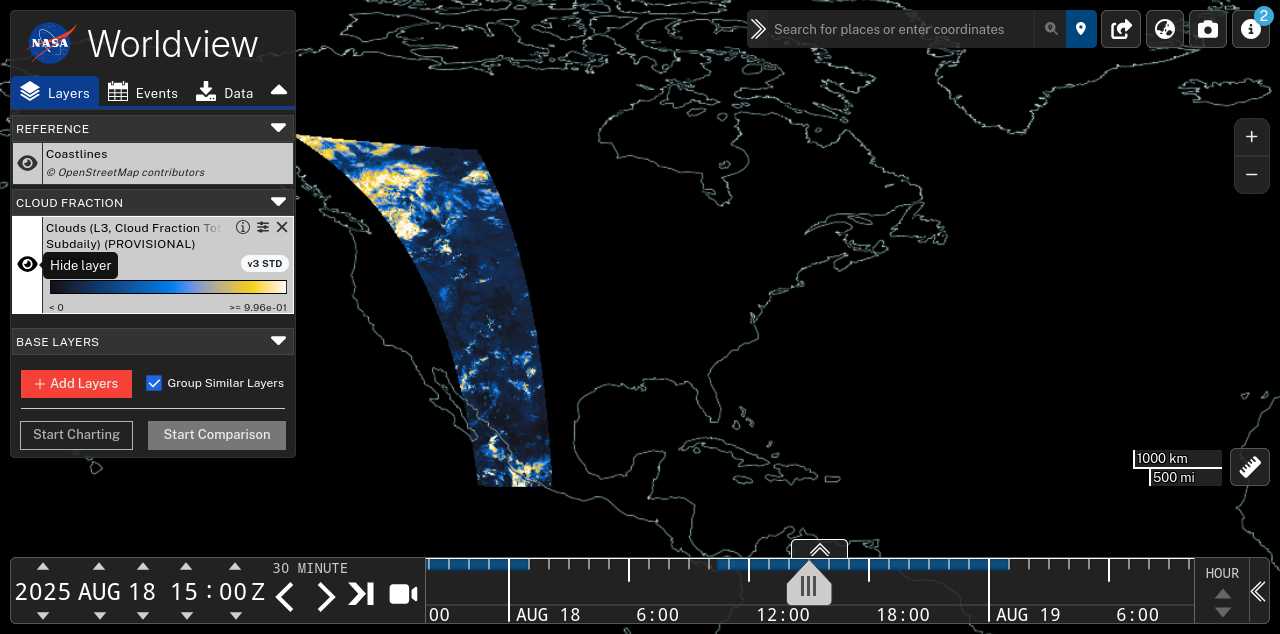 NASA
Worldview
Layers
Events
Data
REFERENCE
Coastlines
© OpenStreetMap contributors
CLOUD FRACTION
Clouds (L3, Cloud Fraction Tot
Subdaily) (PROVISIONAL)
Hide layer
v3 STD
< 0
>= 9.96e-01
BASE LAYERS
+ Add Layers
Group Similar Layers
Start Charting
Start Comparison
Search for places or enter coordinates
2
+
−
1000 km
500 mi
2025 AUG 18 15 : 00 Z
30 MINUTE
00
AUG 18
6:00
12:00
18:00
AUG 19
6:00
HOUR